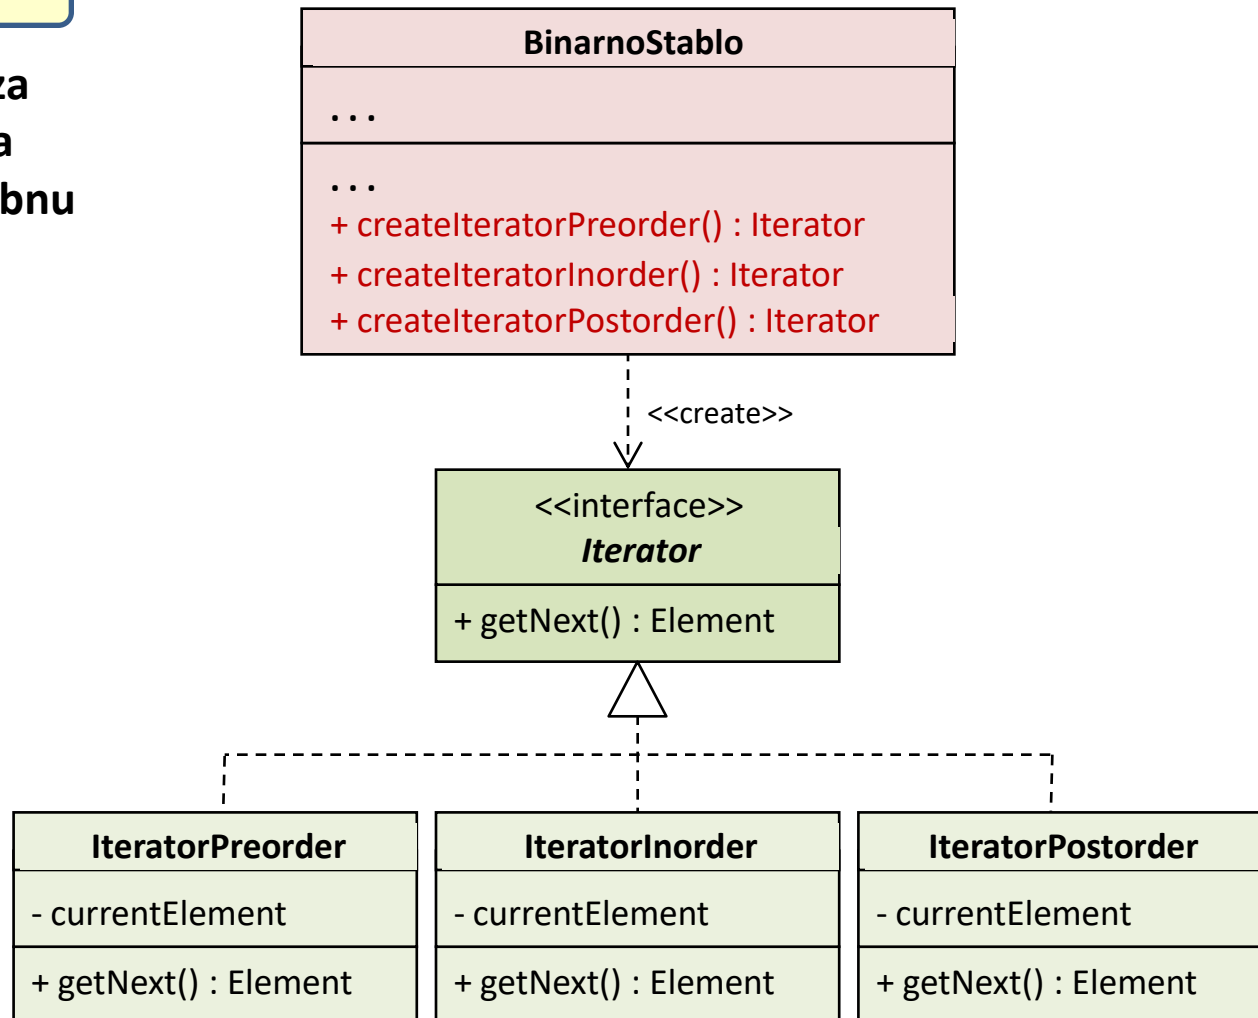 za
a
bnu
BinarnoStablo
...
...
+ createIteratorPreorder() : Iterator
+ createIteratorInorder() : Iterator
+ createIteratorPostorder() : Iterator
<<create>>
<<interface>>
Iterator
+ getNext() : Element
IteratorPreorder
- currentElement
+ getNext() : Element
IteratorInorder
- currentElement
+ getNext() : Element
IteratorPostorder
- currentElement
+ getNext() : Element